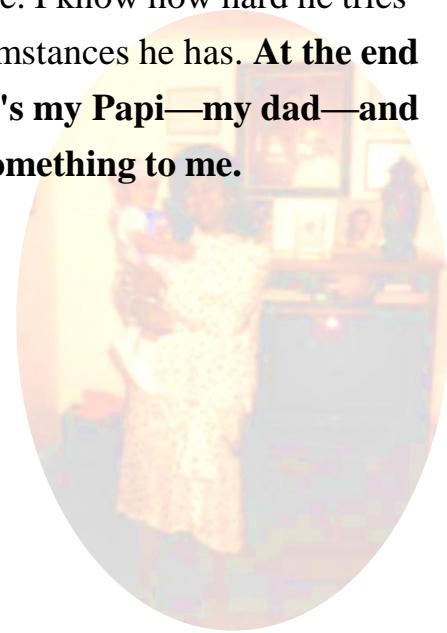 I know how hard he tries
mstances he has. At the end
's my Papi—my dad—and
omething to me.